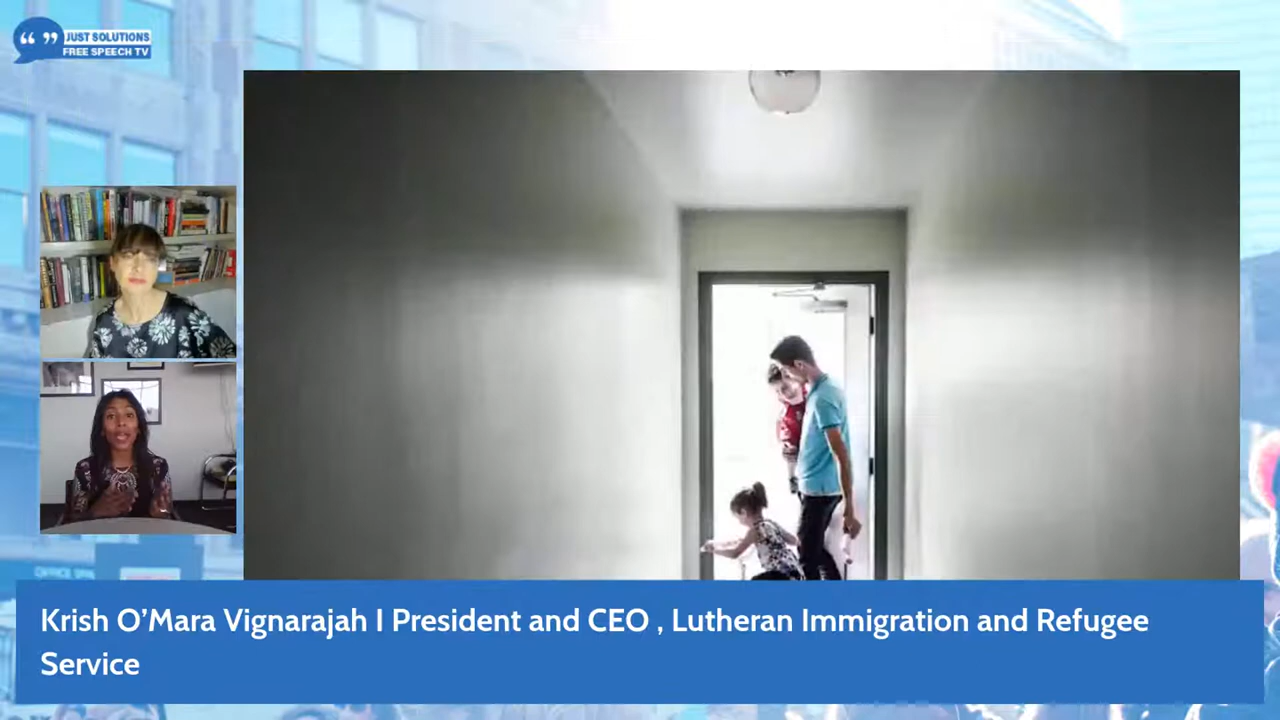 JUST SOLUTIONS
FREE SPEECH TV
Krish O’Mara Vignarajah I President and CEO , Lutheran Immigration and Refugee
Service